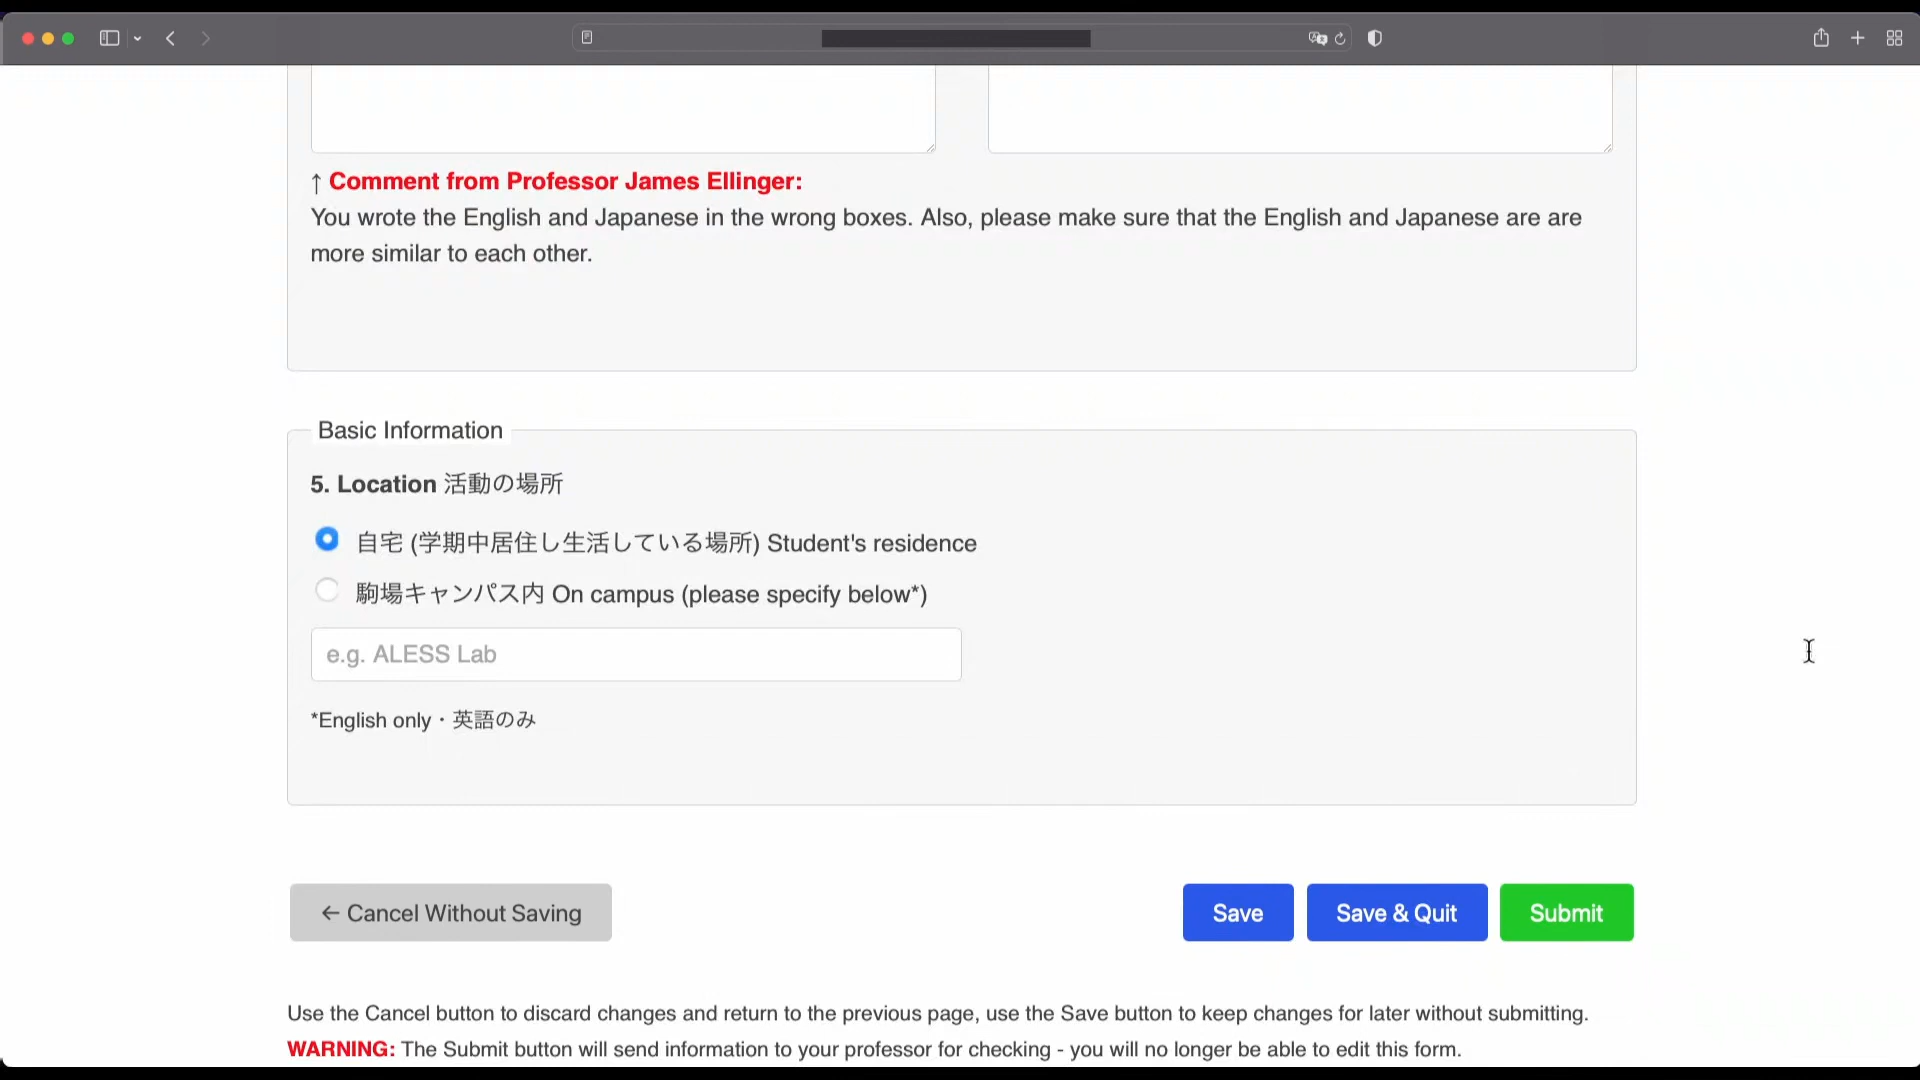 ↑ Comment from Professor James Ellinger:
You wrote the English and Japanese in the wrong boxes. Also, please make sure that the English and Japanese are are
more similar to each other.
Basic Information
5. Location 活動の場所
自宅 (学期中居住し生活している場所) Student's residence
駒場キャンパス内 On campus (please specify below*)
e.g. ALESS Lab
*English only・英語のみ
← Cancel Without Saving
Save
Save & Quit
Submit
Use the Cancel button to discard changes and return to the previous page, use the Save button to keep changes for later without submitting.
WARNING: The Submit button will send information to your professor for checking - you will no longer be able to edit this form.